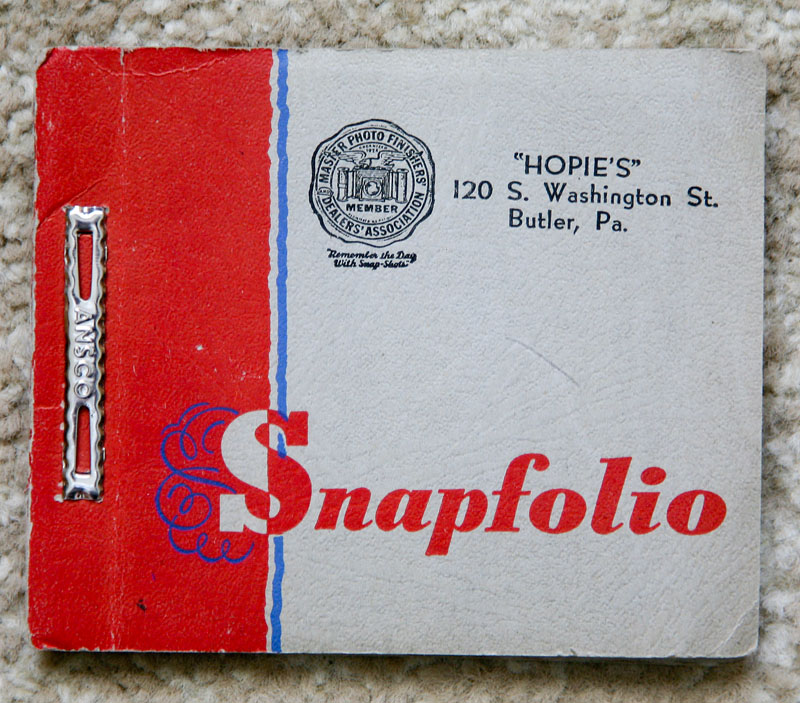 MASTER PHOTO FINISHERS'
MEMBER
DEALERS' ASSOCIATION
"Remember the Day
With Snap-Shots"
"HOPIE'S"
120 S. Washington St.
Butler, Pa.
ANSCO
Snapfolio